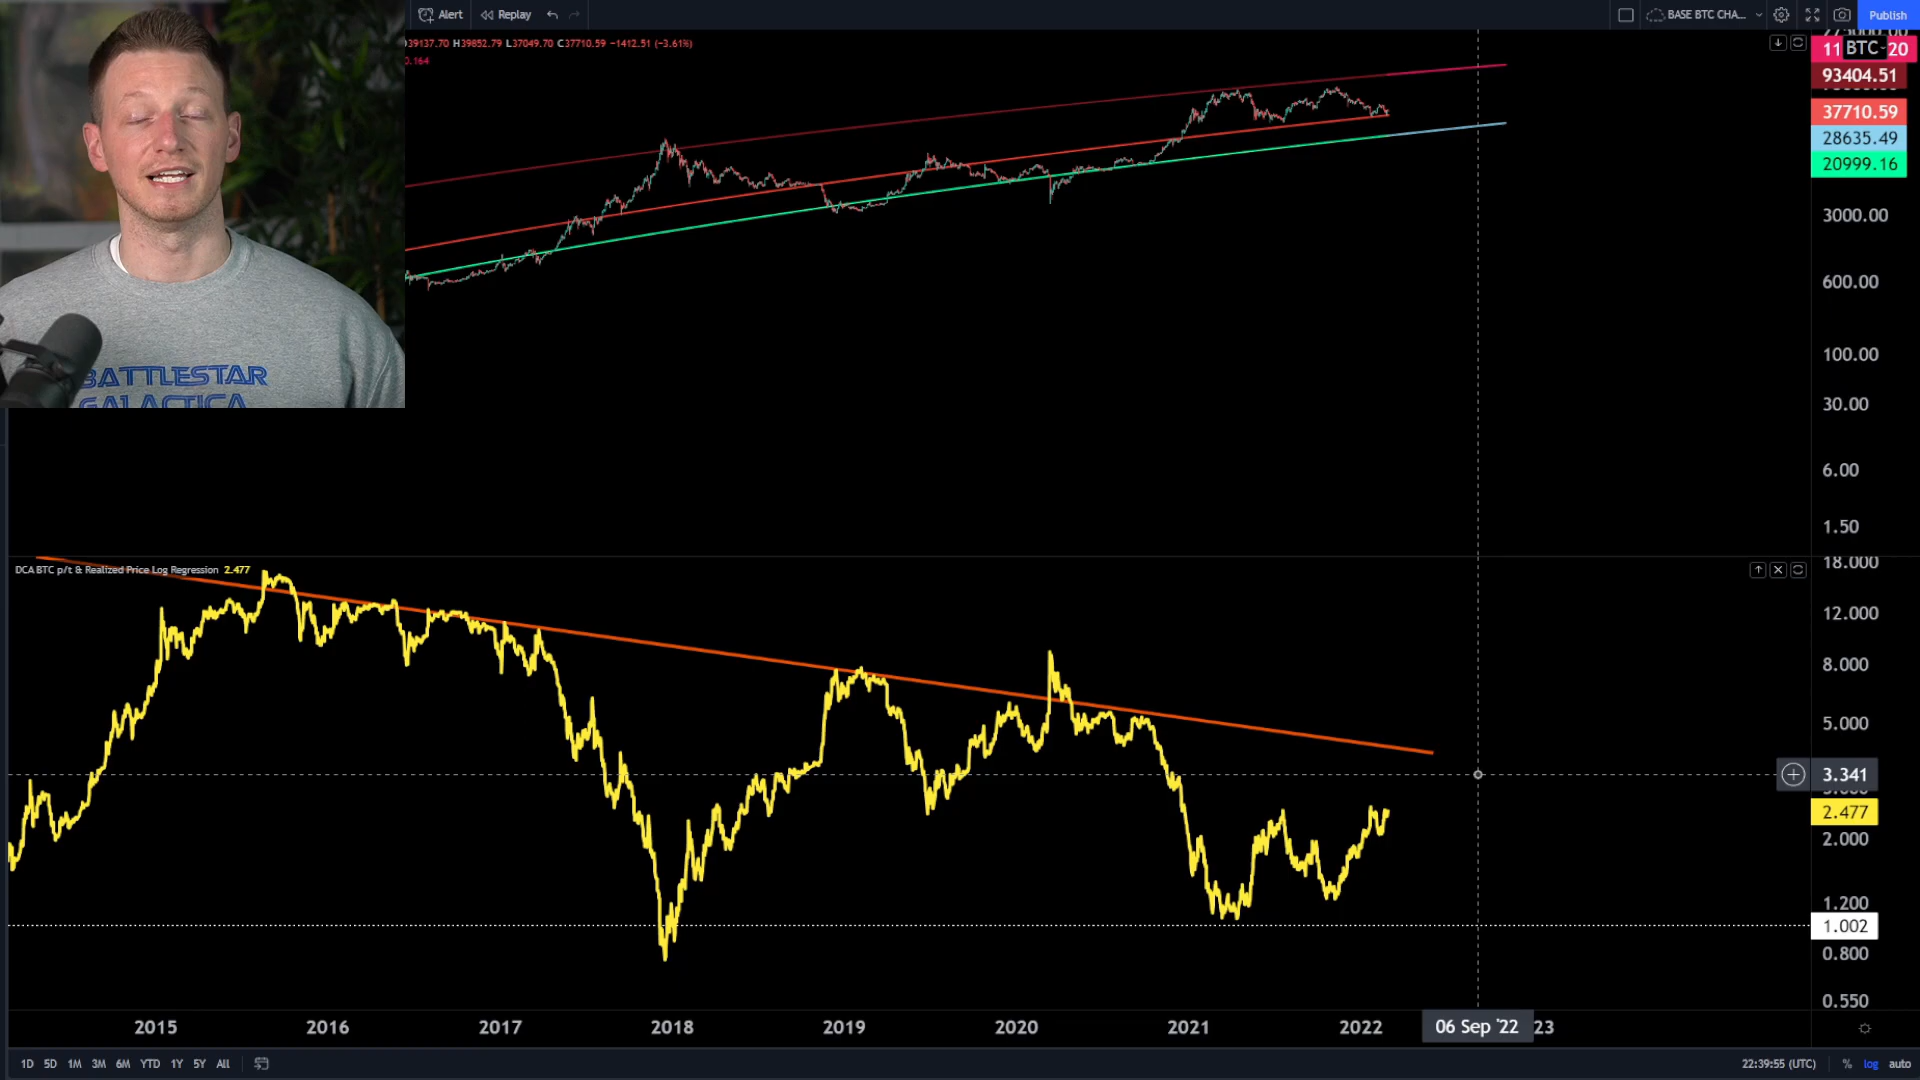 Alert Replay BASE BTC CHA... Publish
39137.70 H39852.79 L37049.70 C37710.59 −1412.51 (−3.61%)
0.164
11 BTC 20
93404.51
37710.59
28635.49
20999.16
3000.00
600.00
100.00
30.00
6.00
1.50
BATTLESTAR
GALACTICA
DCA BTC p/t & Realized Price Log Regression 2.477
18.000
12.000
8.000
5.000
3.341
2.477
2.000
1.200
1.002
0.800
0.550
2015 2016 2017 2018 2019 2020 2021 2022 06 Sep '22 23
1D 5D 1M 3M 6M YTD 1Y 5Y All 22:39:55 (UTC) % log auto